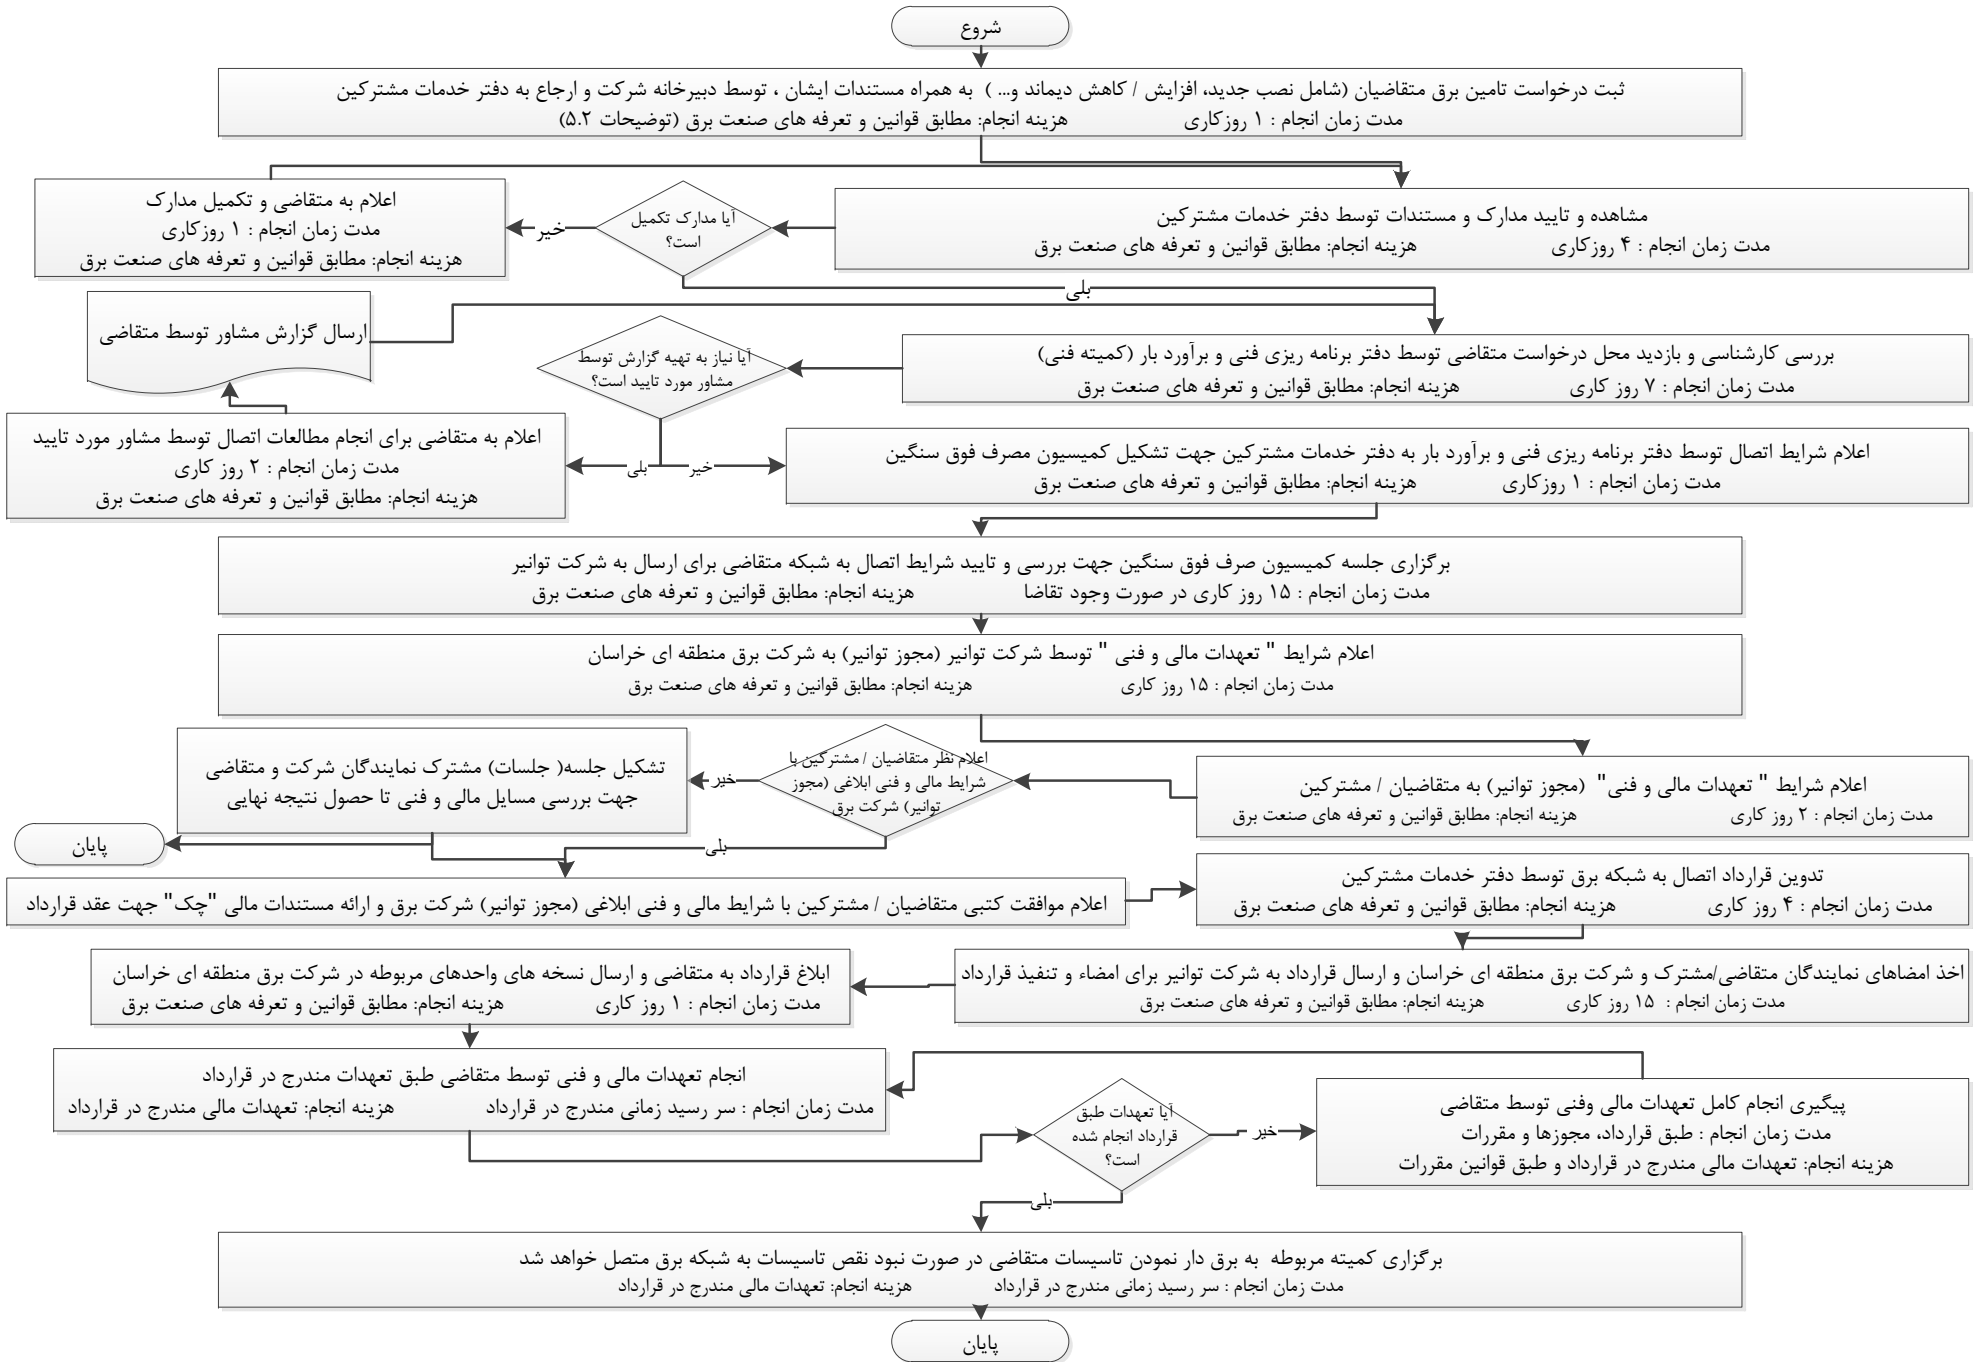 شروع
ثبت درخواست تامین برق متقاضیان (شامل نصب جدید، افزایش / کاهش دیماند و... ) به همراه مستندات ایشان ، توسط دبیرخانه شرکت و ارجاع به دفتر خدمات مشترکین
مدت زمان انجام : ۱ روزکاری هزینه انجام: مطابق قوانین و تعرفه های صنعت برق (توضیحات ۵.۲)
مشاهده و تایید مدارک و مستندات توسط دفتر خدمات مشترکین
مدت زمان انجام : ۴ روزکاری هزینه انجام: مطابق قوانین و تعرفه های صنعت برق
آیا مدارک تکمیل
است؟
خیر
اعلام به متقاضی و تکمیل مدارک
مدت زمان انجام : ۱ روزکاری
هزینه انجام: مطابق قوانین و تعرفه های صنعت برق
بلی
بررسی کارشناسی و بازدید محل درخواست متقاضی توسط دفتر برنامه ریزی فنی و برآورد بار (کمیته فنی)
مدت زمان انجام : ۷ روز کاری هزینه انجام: مطابق قوانین و تعرفه های صنعت برق
آیا نیاز به تهیه گزارش توسط
مشاور مورد تایید است؟
ارسال گزارش مشاور توسط متقاضی
خیر
بلی
اعلام به متقاضی برای انجام مطالعات اتصال توسط مشاور مورد تایید
مدت زمان انجام : ۲ روز کاری
هزینه انجام: مطابق قوانین و تعرفه های صنعت برق
اعلام شرایط اتصال توسط دفتر برنامه ریزی فنی و برآورد بار به دفتر خدمات مشترکین جهت تشکیل کمیسیون مصرف فوق سنگین
مدت زمان انجام : ۱ روزکاری هزینه انجام: مطابق قوانین و تعرفه های صنعت برق
برگزاری جلسه کمیسیون صرف فوق سنگین جهت بررسی و تایید شرایط اتصال به شبکه متقاضی برای ارسال به شرکت توانیر
مدت زمان انجام : ۱۵ روز کاری در صورت وجود تقاضا هزینه انجام: مطابق قوانین و تعرفه های صنعت برق
اعلام شرایط " تعهدات مالی و فنی " توسط شرکت توانیر (مجوز توانیر) به شرکت برق منطقه ای خراسان
مدت زمان انجام : ۱۵ روز کاری هزینه انجام: مطابق قوانین و تعرفه های صنعت برق
اعلام شرایط " تعهدات مالی و فنی" (مجوز توانیر) به متقاضیان / مشترکین
مدت زمان انجام : ۲ روز کاری هزینه انجام: مطابق قوانین و تعرفه های صنعت برق
اعلام نظر متقاضیان / مشترکین با
شرایط مالی و فنی ابلاغی (مجوز
توانیر) شرکت برق
خیر
تشکیل جلسه( جلسات) مشترک نمایندگان شرکت و متقاضی
جهت بررسی مسایل مالی و فنی تا حصول نتیجه نهایی
پایان
بلی
اعلام موافقت کتبی متقاضیان / مشترکین با شرایط مالی و فنی ابلاغی (مجوز توانیر) شرکت برق و ارائه مستندات مالی "چک" جهت عقد قرارداد
تدوین قرارداد اتصال به شبکه برق توسط دفتر خدمات مشترکین
مدت زمان انجام : ۴ روز کاری هزینه انجام: مطابق قوانین و تعرفه های صنعت برق
اخذ امضاهای نمایندگان متقاضی/مشترک و شرکت برق منطقه ای خراسان و ارسال قرارداد به شرکت توانیر برای امضاء و تنفیذ قرارداد
مدت زمان انجام : ۱۵ روز کاری هزینه انجام: مطابق قوانین و تعرفه های صنعت برق
ابلاغ قرارداد به متقاضی و ارسال نسخه های واحدهای مربوطه در شرکت برق منطقه ای خراسان
مدت زمان انجام : ۱ روز کاری هزینه انجام: مطابق قوانین و تعرفه های صنعت برق
انجام تعهدات مالی و فنی توسط متقاضی طبق تعهدات مندرج در قرارداد
مدت زمان انجام : سر رسید زمانی مندرج در قرارداد هزینه انجام: تعهدات مالی مندرج در قرارداد
آیا تعهدات طبق
قرارداد انجام شده
است؟
خیر
پیگیری انجام کامل تعهدات مالی وفنی توسط متقاضی
مدت زمان انجام : طبق قرارداد، مجوزها و مقررات
هزینه انجام: تعهدات مالی مندرج در قرارداد و طبق قوانین مقررات
بلی
برگزاری کمیته مربوطه به برق دار نمودن تاسیسات متقاضی در صورت نبود نقص تاسیسات به شبکه برق متصل خواهد شد
مدت زمان انجام : سر رسید زمانی مندرج در قرارداد هزینه انجام: تعهدات مالی مندرج در قرارداد
پایان